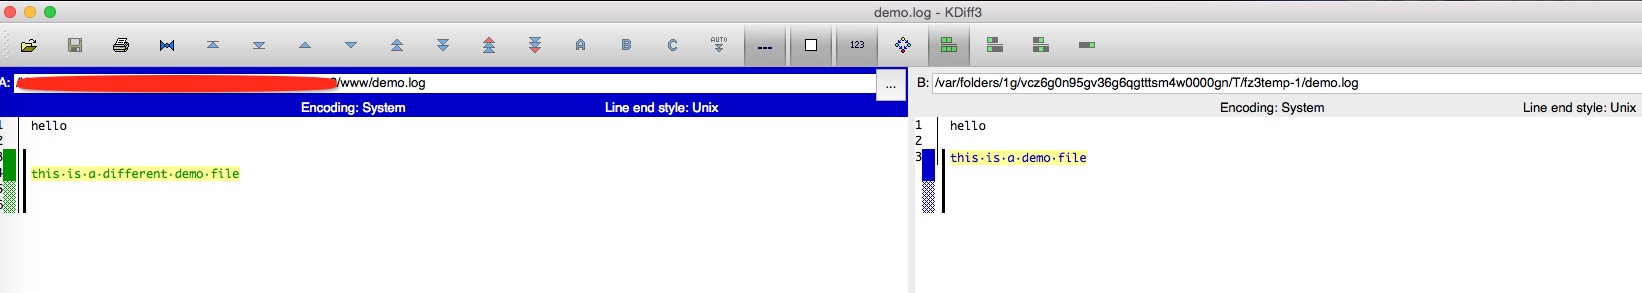 demo.log - KDiff3
A B C AUTO 123
A: /www/demo.log ...
Encoding: System Line end style: Unix
1 hello
2
3
4 this·is·a·different·demo·file
5
6
B: /var/folders/1g/vcz6g0n95gv36g6qgtttsm4w0000gn/T/fz3temp-1/demo.log
Encoding: System Line end style: Unix
1 hello
2
3 this·is·a·demo·file